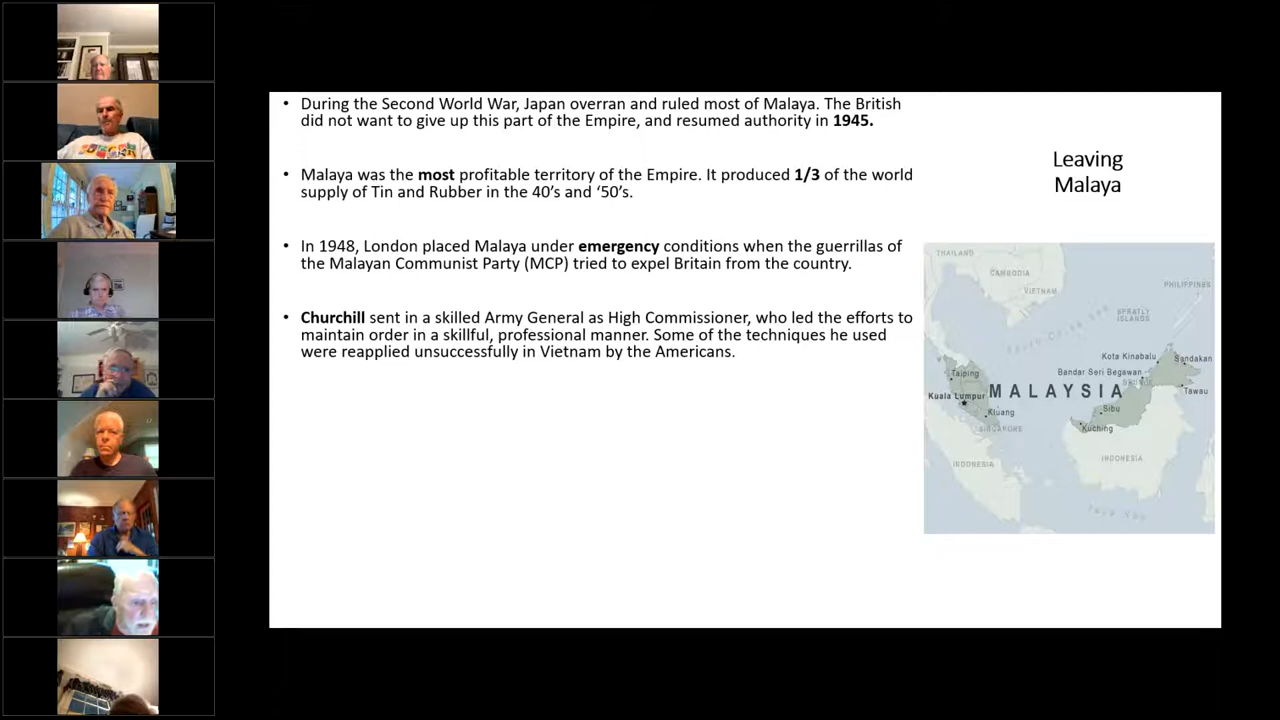 • During the Second World War, Japan overran and ruled most of Malaya. The British
did not want to give up this part of the Empire, and resumed authority in 1945.
• Malaya was the most profitable territory of the Empire. It produced 1/3 of the world
supply of Tin and Rubber in the 40’s and ‘50’s.
• In 1948, London placed Malaya under emergency conditions when the guerrillas of
the Malayan Communist Party (MCP) tried to expel Britain from the country.
• Churchill sent in a skilled Army General as High Commissioner, who led the efforts to
maintain order in a skillful, professional manner. Some of the techniques he used
were reapplied unsuccessfully in Vietnam by the Americans.
Leaving
Malaya
THAILAND
CAMBODIA
VIETNAM
PHILIPPINES
SPRATLY
ISLANDS
South China Sea
Kota Kinabalu
Sandakan
Bandar Seri Begawan
BRUNEI
Taiping
Tawau
Kuala Lumpur
MALAYSIA
Kluang
Sibu
SINGAPORE
Kuching
INDONESIA
INDONESIA
Java Sea